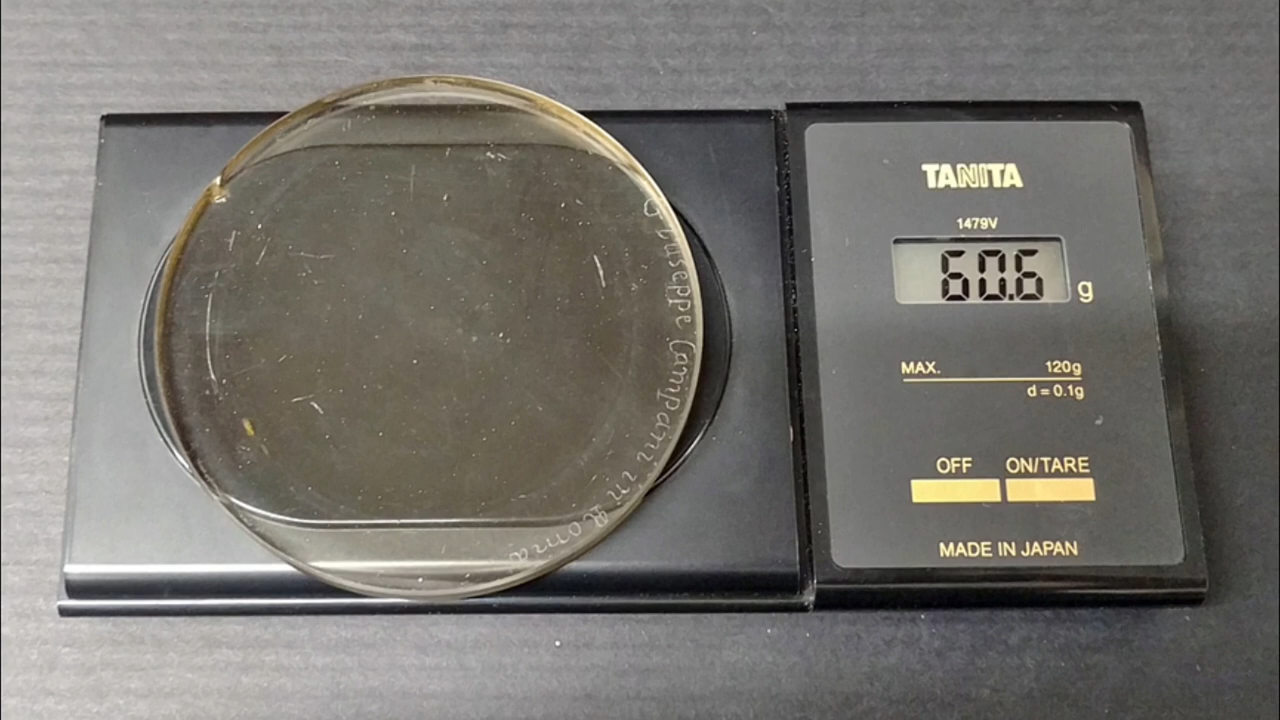 Giuseppe Campani in Roma
TANITA
1479V
60.6 g
MAX. 120g
d = 0.1g
OFF ON/TARE
MADE IN JAPAN